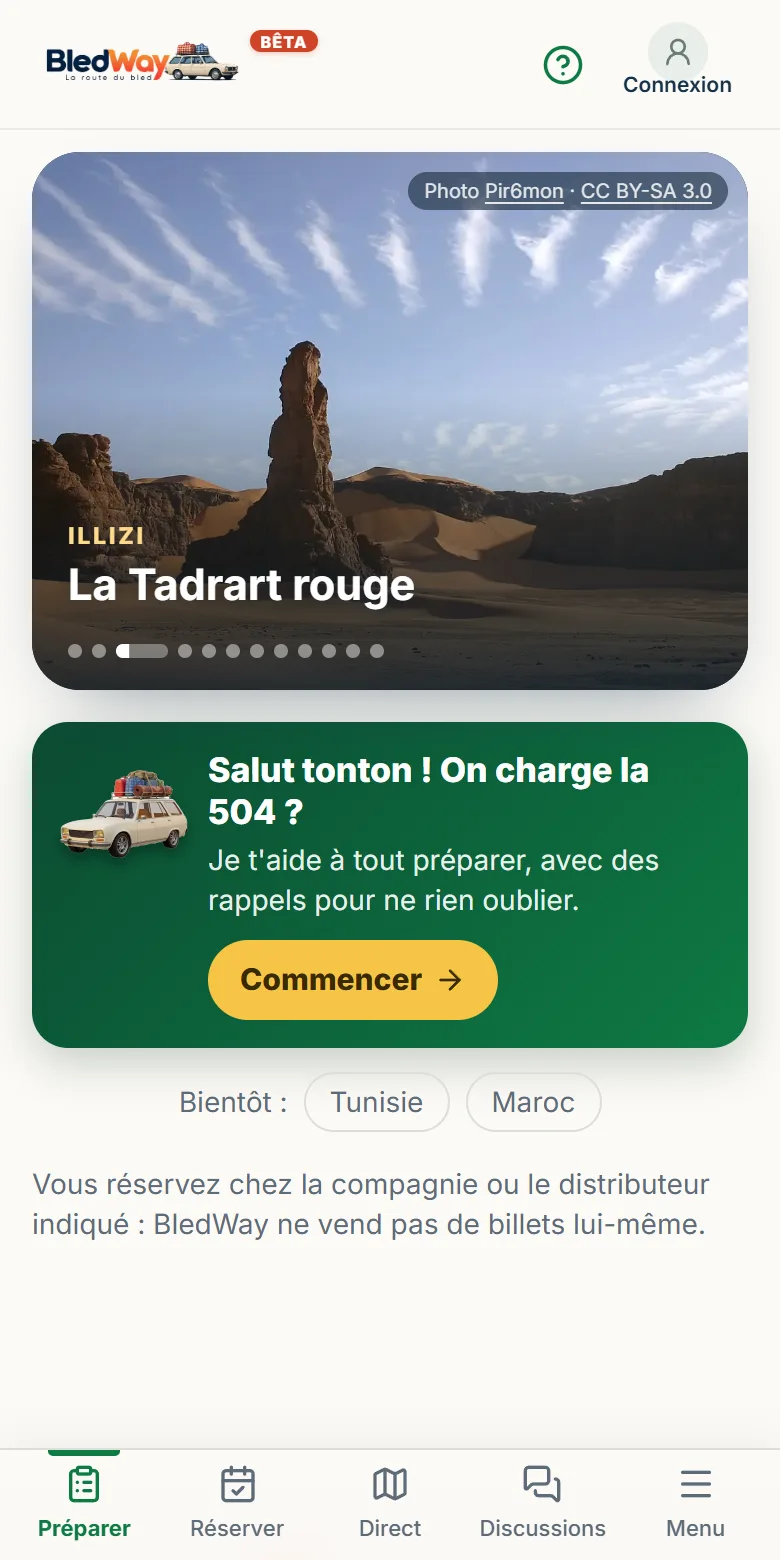 BledWay
La route du bled
BÊTA
Connexion
Photo Pir6mon · CC BY-SA 3.0
ILLIZI
La Tadrart rouge
Salut tonton ! On charge la
504 ?
Je t'aide à tout préparer, avec des
rappels pour ne rien oublier.
Commencer →
Bientôt : Tunisie Maroc
Vous réservez chez la compagnie ou le distributeur
indiqué : BledWay ne vend pas de billets lui-même.
Préparer Réserver Direct Discussions Menu